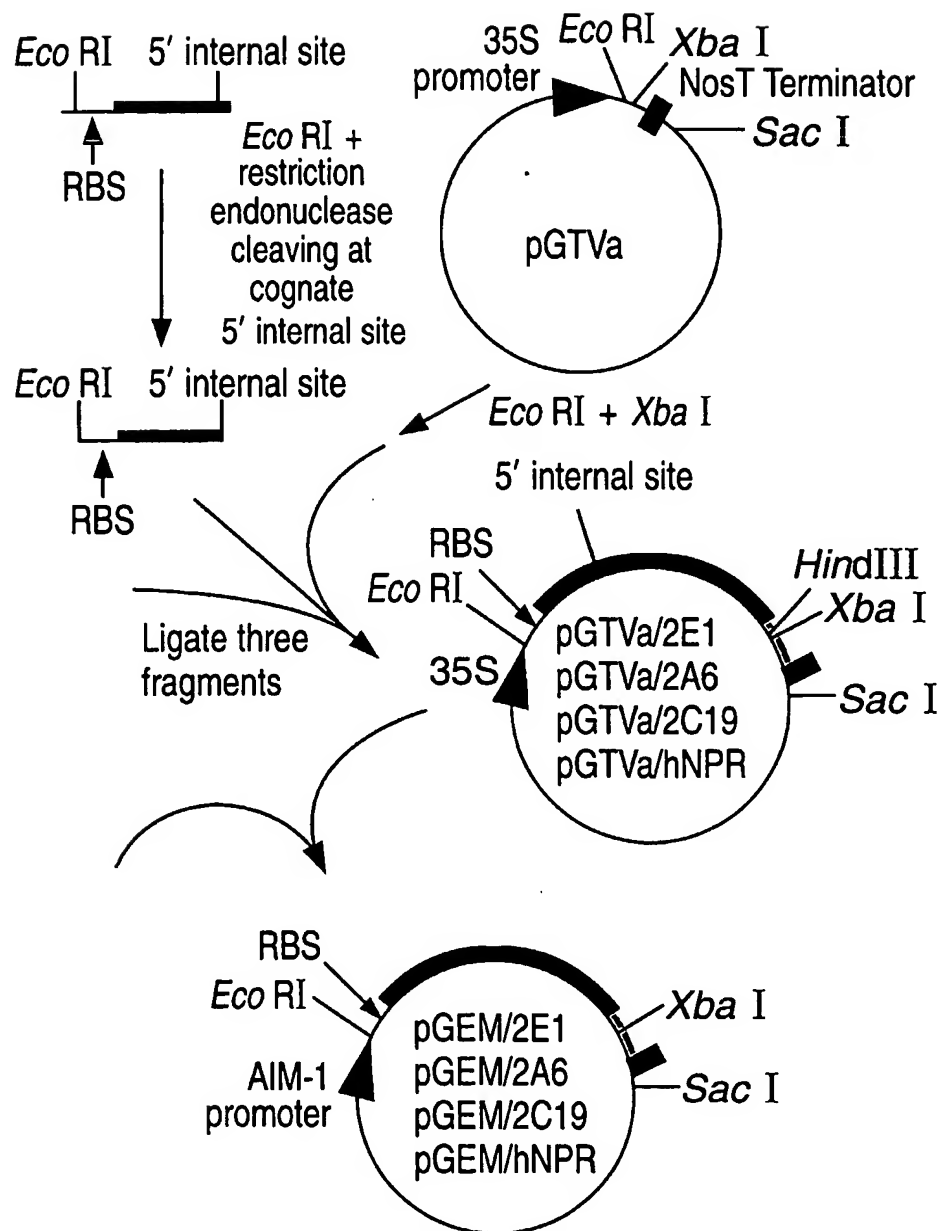 Eco RI 5′ internal site
RBS
Eco RI +
restriction
endonuclease
cleaving at
cognate
5′ internal site
Eco RI 5′ internal site
RBS
35S
promoter
Eco RI
Xba I
NosT Terminator
Sac I
pGTVa
Eco RI + Xba I
5′ internal site
RBS
Eco RI
35S
HindIII
Xba I
Sac I
pGTVa/2E1
pGTVa/2A6
pGTVa/2C19
pGTVa/hNPR
Ligate three
fragments
RBS
Eco RI
AIM-1
promoter
Xba I
Sac I
pGEM/2E1
pGEM/2A6
pGEM/2C19
pGEM/hNPR